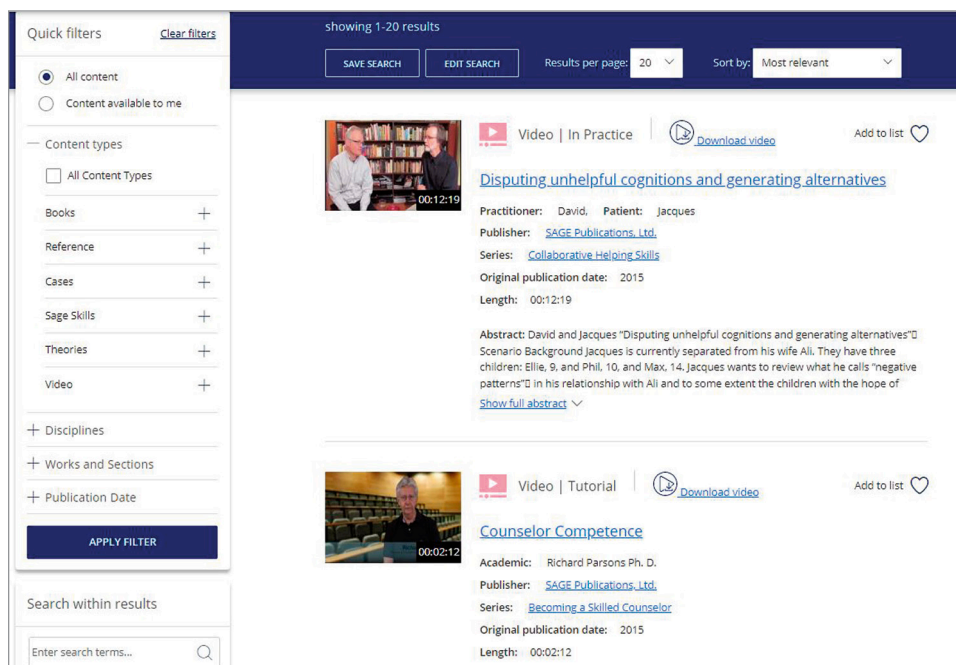 Quick filters
Clear filters
All content
Content available to me
Content types
All Content Types
Books
Reference
Cases
Sage Skills
Theories
Video
Disciplines
Works and Sections
Publication Date
APPLY FILTER
Search within results
Enter search terms...
showing 1-20 results
SAVE SEARCH
EDIT SEARCH
Results per page: 20
Sort by: Most relevant
00:12:19
Video | In Practice
Download video
Add to list
Disputing unhelpful cognitions and generating alternatives
Practitioner: David, Patient: Jacques
Publisher: SAGE Publications, Ltd.
Series: Collaborative Helping Skills
Original publication date: 2015
Length: 00:12:19
Abstract: David and Jacques “Disputing unhelpful cognitions and generating alternatives”▯
Scenario Background Jacques is currently separated from his wife Ali. They have three
children: Ellie, 9, and Phil, 10, and Max, 14. Jacques wants to review what he calls “negative
patterns”▯ in his relationship with Ali and to some extent the children with the hope of
Show full abstract
00:02:12
Video | Tutorial
Download video
Add to list
Counselor Competence
Academic: Richard Parsons Ph. D.
Publisher: SAGE Publications, Ltd.
Series: Becoming a Skilled Counselor
Original publication date: 2015
Length: 00:02:12